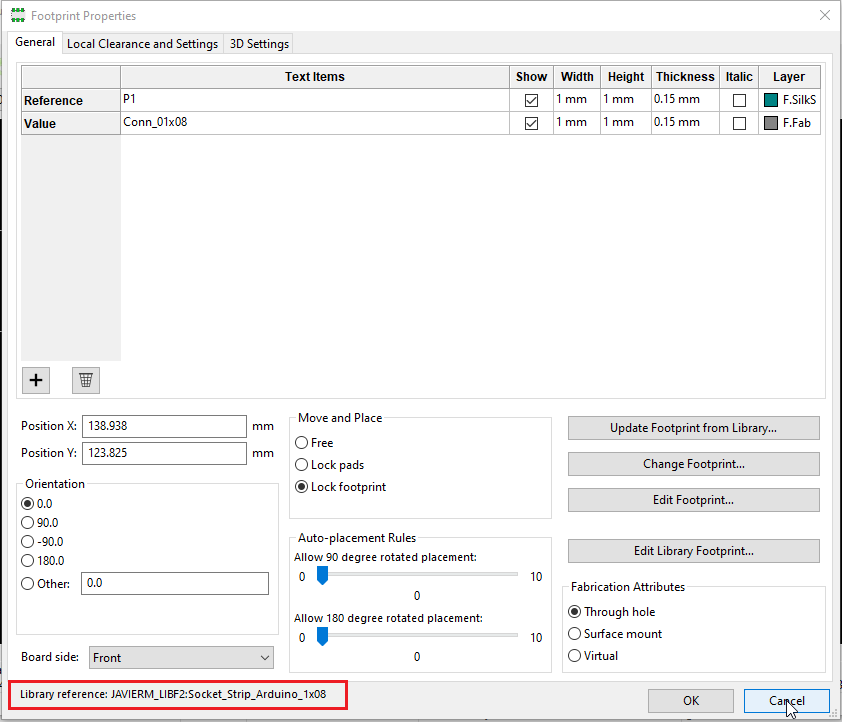 Footprint Properties
General Local Clearance and Settings 3D Settings
Text Items Show Width Height Thickness Italic Layer
Reference P1 1 mm 1 mm 0.15 mm F.SilkS
Value Conn_01x08 1 mm 1 mm 0.15 mm F.Fab
+
Position X: 138.938 mm
Position Y: 123.825 mm
Orientation
0.0
90.0
-90.0
180.0
Other: 0.0
Board side: Front
Move and Place
Free
Lock pads
Lock footprint
Auto-placement Rules
Allow 90 degree rotated placement:
0 10
0
Allow 180 degree rotated placement:
0 10
0
Update Footprint from Library...
Change Footprint...
Edit Footprint...
Edit Library Footprint...
Fabrication Attributes
Through hole
Surface mount
Virtual
Library reference: JAVIERM_LIBF2:Socket_Strip_Arduino_1x08
OK Cancel